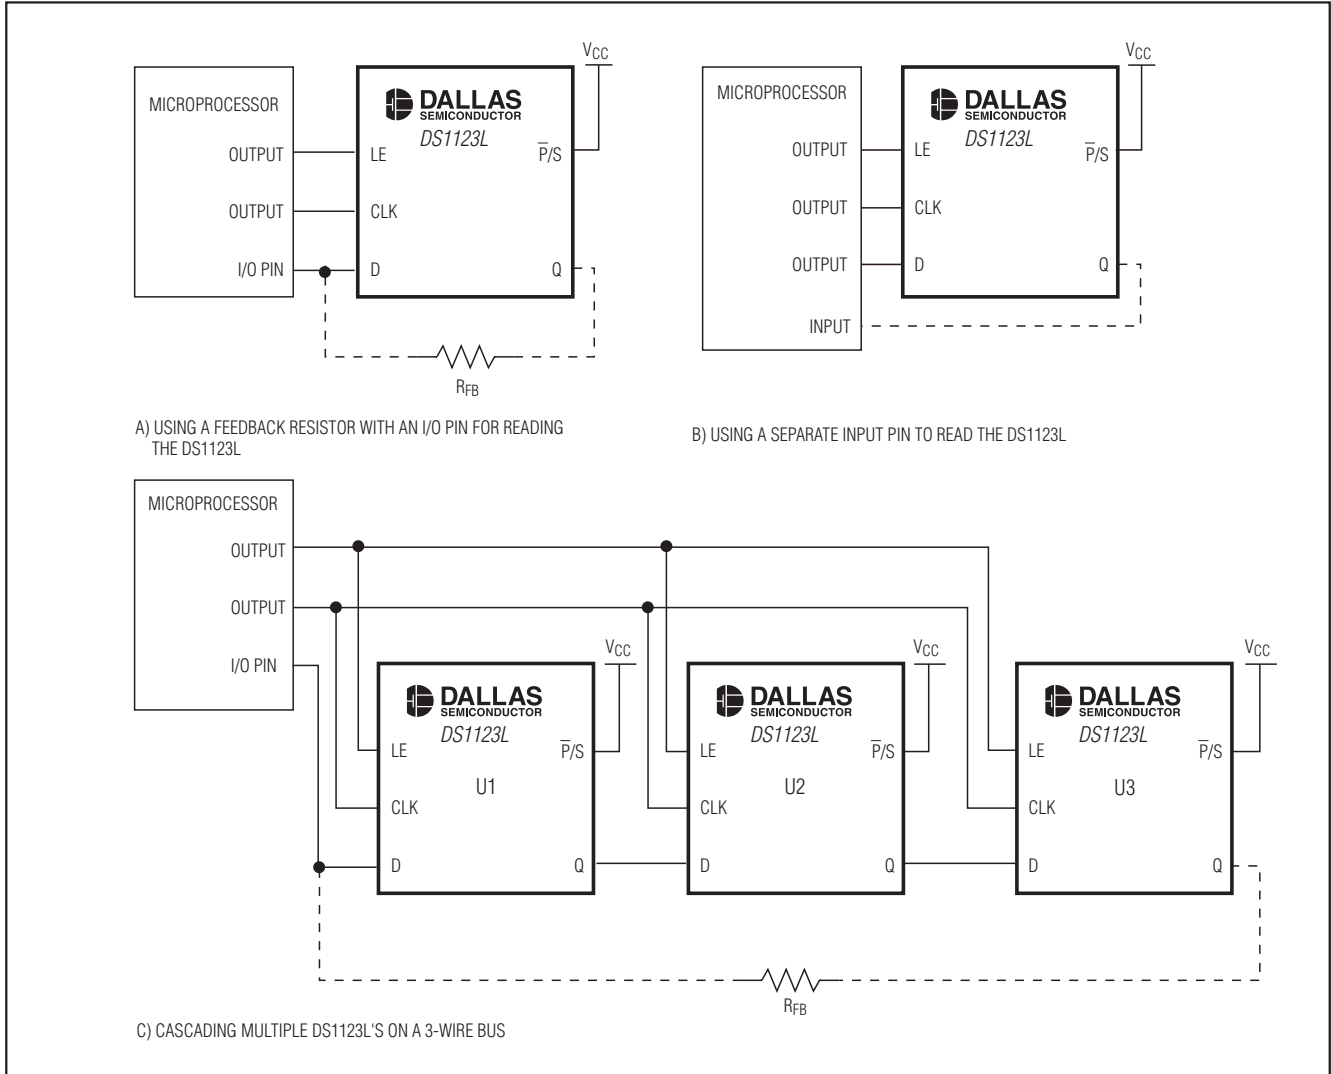 VCC
MICROPROCESSOR
DALLAS
SEMICONDUCTOR
DS1123L
OUTPUT
LE
P̅/S
OUTPUT
CLK
I/O PIN
D
Q
RFB
A) USING A FEEDBACK RESISTOR WITH AN I/O PIN FOR READING
THE DS1123L
VCC
MICROPROCESSOR
DALLAS
SEMICONDUCTOR
DS1123L
OUTPUT
LE
P̅/S
OUTPUT
CLK
OUTPUT
D
Q
INPUT
B) USING A SEPARATE INPUT PIN TO READ THE DS1123L
MICROPROCESSOR
OUTPUT
OUTPUT
I/O PIN
VCC
DALLAS
SEMICONDUCTOR
DS1123L
LE
P̅/S
U1
CLK
D
Q
VCC
DALLAS
SEMICONDUCTOR
DS1123L
LE
P̅/S
U2
CLK
D
Q
VCC
DALLAS
SEMICONDUCTOR
DS1123L
LE
P̅/S
U3
CLK
D
Q
RFB
C) CASCADING MULTIPLE DS1123L'S ON A 3-WIRE BUS